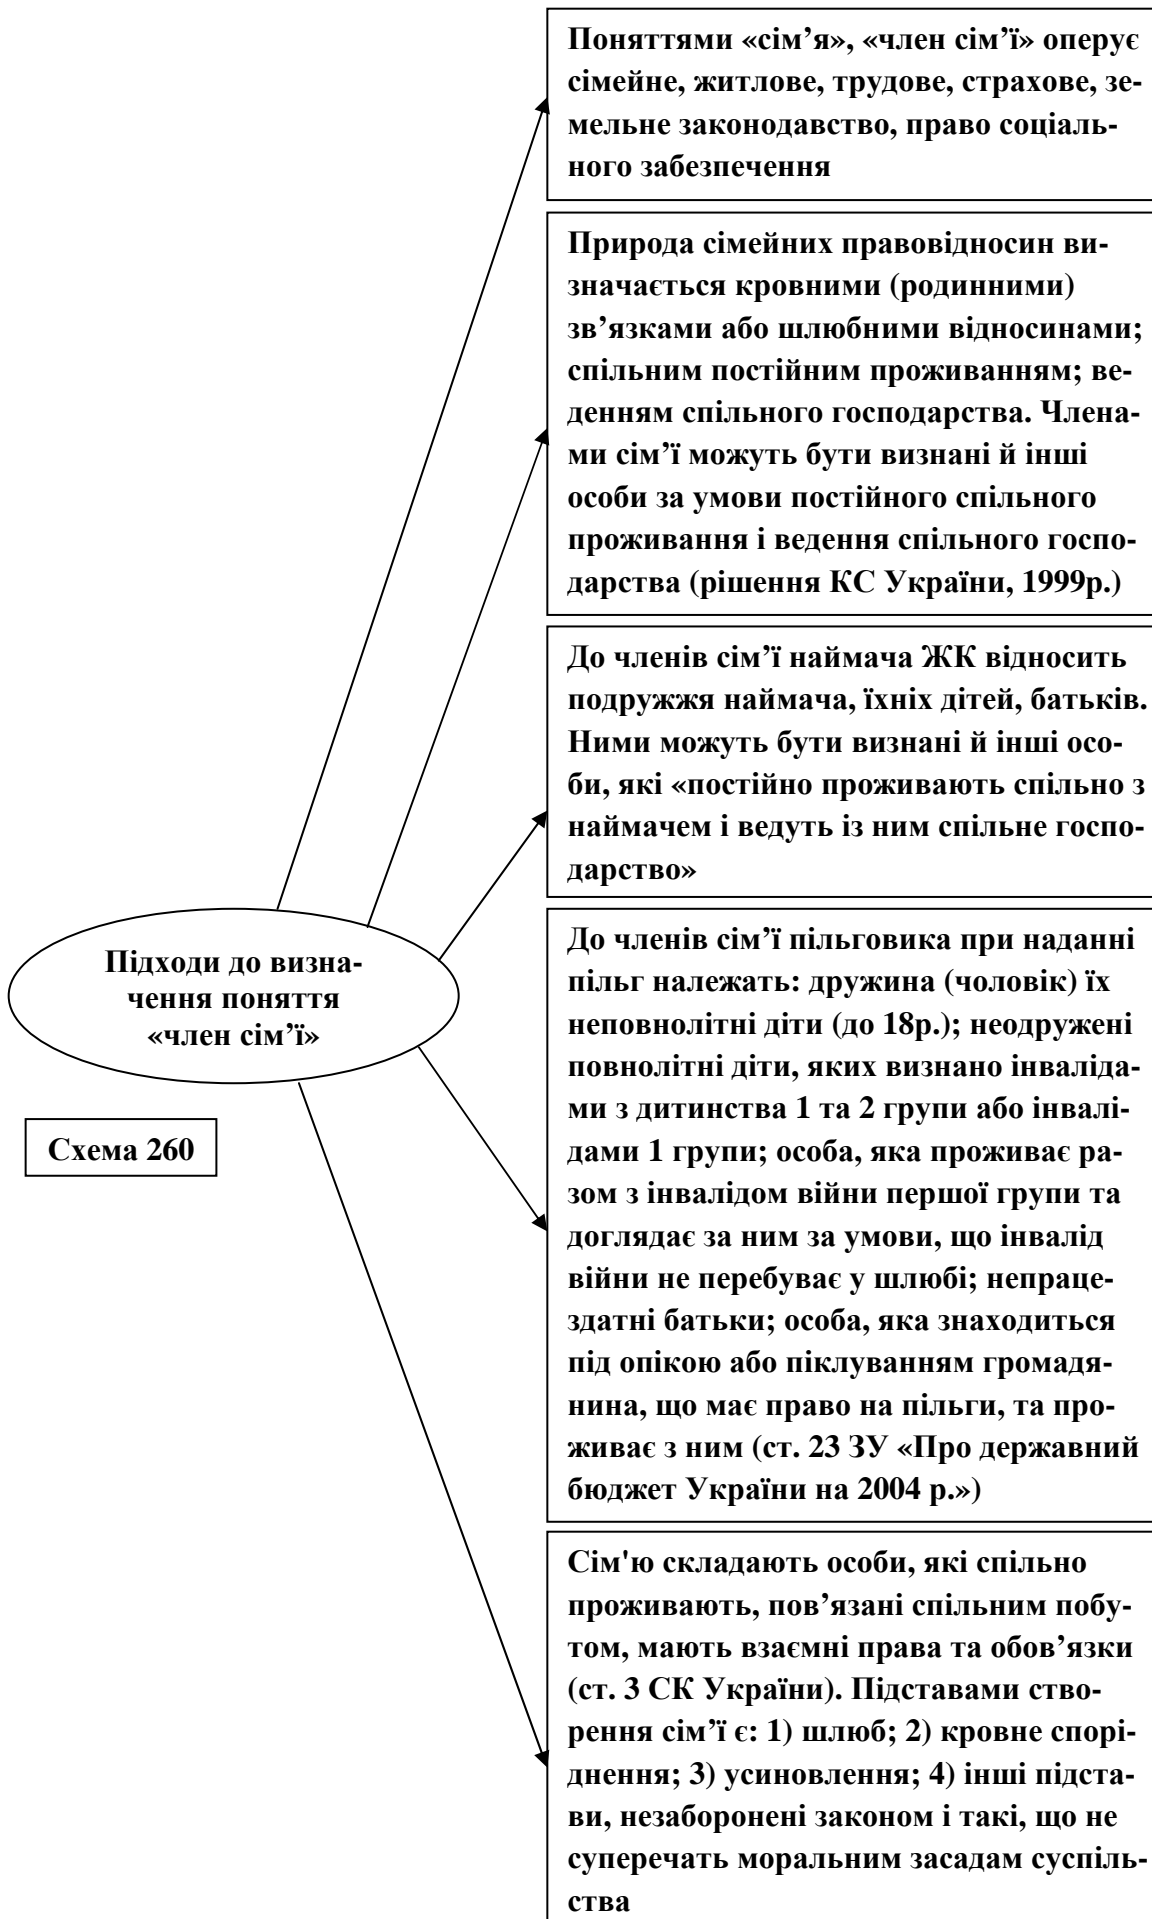 Поняттями «сім’я», «член сім’ї» оперує
сімейне, житлове, трудове, страхове, зе-
мельне законодавство, право соціаль-
ного забезпечення
Природа сімейних правовідносин ви-
значається кровними (родинними)
зв’язками або шлюбними відносинами;
спільним постійним проживанням; ве-
денням спільного господарства. Члена-
ми сім’ї можуть бути визнані й інші
особи за умови постійного спільного
проживання і ведення спільного госпо-
дарства (рішення КС України, 1999р.)
До членів сім’ї наймача ЖК відносить
подружжя наймача, їхніх дітей, батьків.
Ними можуть бути визнані й інші осо-
би, які «постійно проживають спільно з
наймачем і ведуть із ним спільне госпо-
дарство»
Підходи до визна-
чення поняття
«член сім’ї»
Схема 260
До членів сім’ї пільговика при наданні
пільг належать: дружина (чоловік) їх
неповнолітні діти (до 18р.); неодружені
повнолітні діти, яких визнано інваліда-
ми з дитинства 1 та 2 групи або інвалі-
дами 1 групи; особа, яка проживає ра-
зом з інвалідом війни першої групи та
доглядає за ним за умови, що інвалід
війни не перебуває у шлюбі; непраце-
здатні батьки; особа, яка знаходиться
під опікою або піклуванням громадя-
нина, що має право на пільги, та про-
живає з ним (ст. 23 ЗУ «Про державний
бюджет України на 2004 р.»)
Сім'ю складають особи, які спільно
проживають, пов’язані спільним побу-
том, мають взаємні права та обов’язки
(ст. 3 СК України). Підставами ство-
рення сім’ї є: 1) шлюб; 2) кровне спорі-
днення; 3) усиновлення; 4) інші підста-
ви, незаборонені законом і такі, що не
суперечать моральним засадам суспіль-
ства